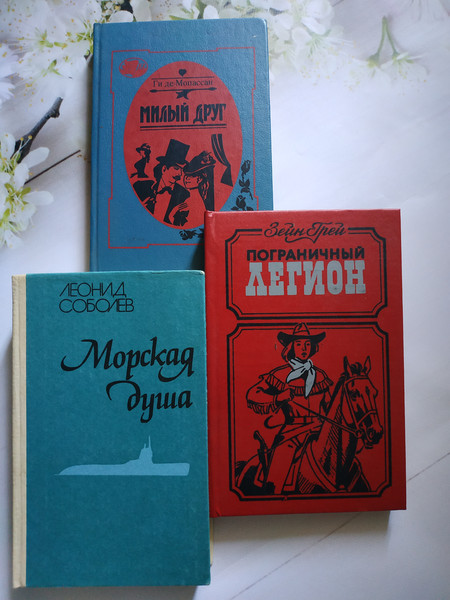 Ги де Мопассан
МИЛЫЙ ДРУГ
Зейн Грей
ПОГРАНИЧНЫЙ
ЛЕГИОН
ЛЕОНИД
СОБОЛЕВ
Морская
душа